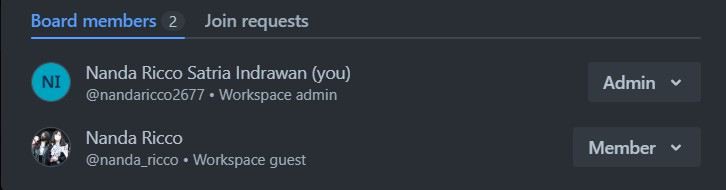 Board members 2 Join requests
NI
Nanda Ricco Satria Indrawan (you)
@nandaricco2677 • Workspace admin
Admin
Nanda Ricco
@nanda_ricco • Workspace guest
Member